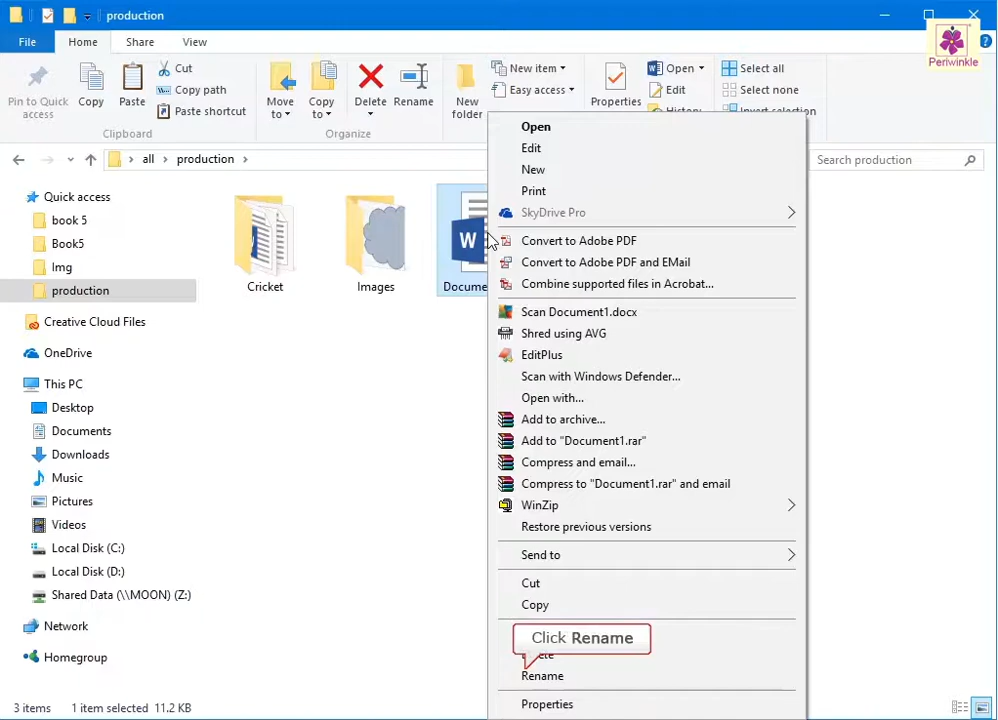 production
Periwinkle
File
Home
Share
View
Pin to Quick access
Copy
Paste
Cut
Copy path
Paste shortcut
Clipboard
Move to
Copy to
Delete
Rename
Organize
New folder
New item
Easy access
Properties
Open
Edit
History
Select all
Select none
Invert selection
all
production
Search production
Quick access
book 5
Book5
Img
production
Creative Cloud Files
OneDrive
This PC
Desktop
Documents
Downloads
Music
Pictures
Videos
Local Disk (C:)
Local Disk (D:)
Shared Data (\\MOON) (Z:)
Network
Homegroup
Cricket
Images
Docume
Open
Edit
New
Print
SkyDrive Pro
Convert to Adobe PDF
Convert to Adobe PDF and EMail
Combine supported files in Acrobat...
Scan Document1.docx
Shred using AVG
EditPlus
Scan with Windows Defender...
Open with...
Add to archive...
Add to "Document1.rar"
Compress and email...
Compress to "Document1.rar" and email
WinZip
Restore previous versions
Send to
Cut
Copy
Click Rename
Rename
Properties
3 items
1 item selected 11.2 KB